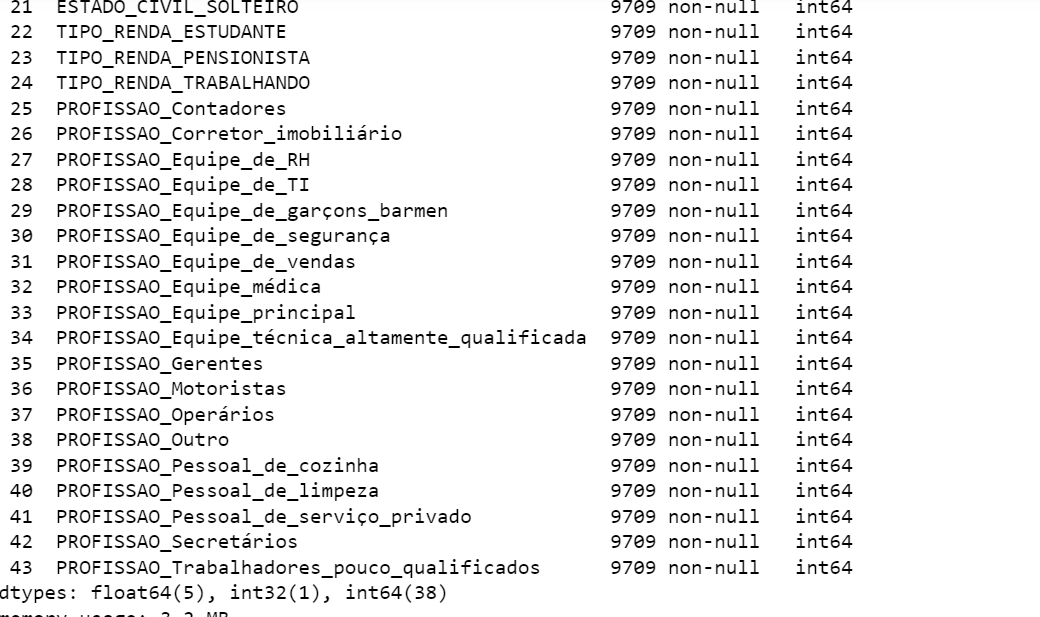 21 ESTADO_CIVIL_SOLTEIRO 9709 non-null int64
22 TIPO_RENDA_ESTUDANTE 9709 non-null int64
23 TIPO_RENDA_PENSIONISTA 9709 non-null int64
24 TIPO_RENDA_TRABALHANDO 9709 non-null int64
25 PROFISSAO_Contadores 9709 non-null int64
26 PROFISSAO_Corretor_imobiliário 9709 non-null int64
27 PROFISSAO_Equipe_de_RH 9709 non-null int64
28 PROFISSAO_Equipe_de_TI 9709 non-null int64
29 PROFISSAO_Equipe_de_garçons_barmen 9709 non-null int64
30 PROFISSAO_Equipe_de_segurança 9709 non-null int64
31 PROFISSAO_Equipe_de_vendas 9709 non-null int64
32 PROFISSAO_Equipe_médica 9709 non-null int64
33 PROFISSAO_Equipe_principal 9709 non-null int64
34 PROFISSAO_Equipe_técnica_altamente_qualificada 9709 non-null int64
35 PROFISSAO_Gerentes 9709 non-null int64
36 PROFISSAO_Motoristas 9709 non-null int64
37 PROFISSAO_Operários 9709 non-null int64
38 PROFISSAO_Outro 9709 non-null int64
39 PROFISSAO_Pessoal_de_cozinha 9709 non-null int64
40 PROFISSAO_Pessoal_de_limpeza 9709 non-null int64
41 PROFISSAO_Pessoal_de_serviço_privado 9709 non-null int64
42 PROFISSAO_Secretários 9709 non-null int64
43 PROFISSAO_Trabalhadores_pouco_qualificados 9709 non-null int64
dtypes: float64(5), int32(1), int64(38)
memory usage: MB